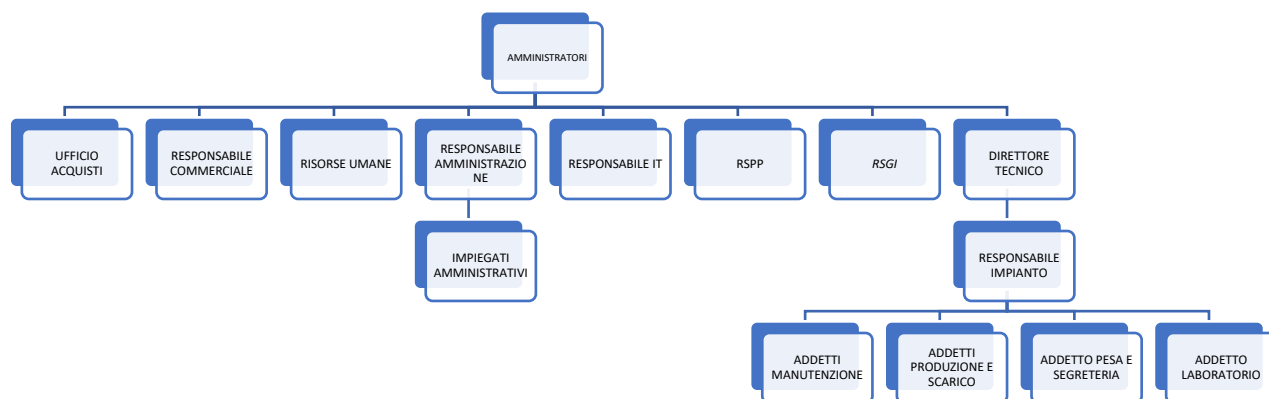 AMMINISTRATORI
UFFICIO
ACQUISTI
RESPONSABILE
COMMERCIALE
RISORSE UMANE
RESPONSABILE
AMMINISTRAZIO
NE
RESPONSABILE IT
RSPP
RSGI
DIRETTORE
TECNICO
IMPIEGATI
AMMINISTRATIVI
RESPONSABILE
IMPIANTO
ADDETTI
MANUTENZIONE
ADDETTI
PRODUZIONE E
SCARICO
ADDETTO PESA E
SEGRETERIA
ADDETTO
LABORATORIO